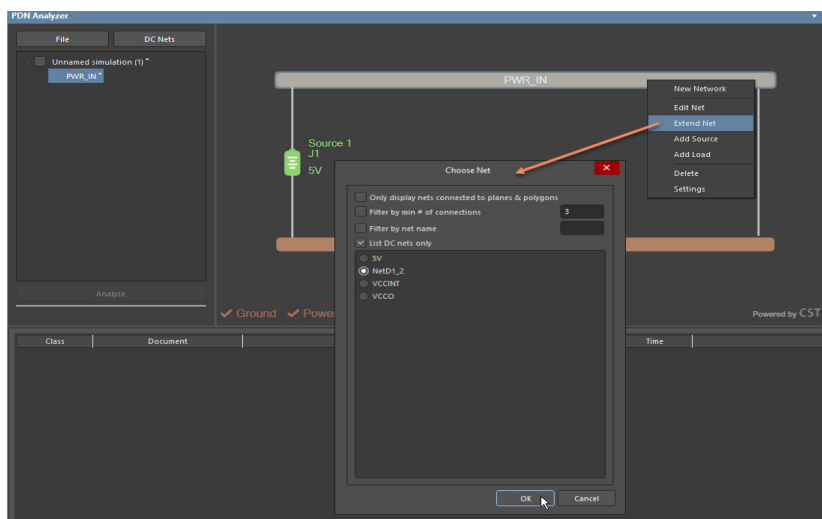 PDN Analyzer
File
DC Nets
Unnamed simulation (1) *
PWR_IN *
Analyze
PWR_IN
Source 1
J1
5V
New Network
Edit Net
Extend Net
Add Source
Add Load
Delete
Settings
Choose Net
Only display nets connected to planes & polygons
Filter by min # of connections
3
Filter by net name
List DC nets only
5V
NetD1_2
VCCINT
VCCO
OK
Cancel
Ground
Powe
Powered by CST
Class
Document
Time